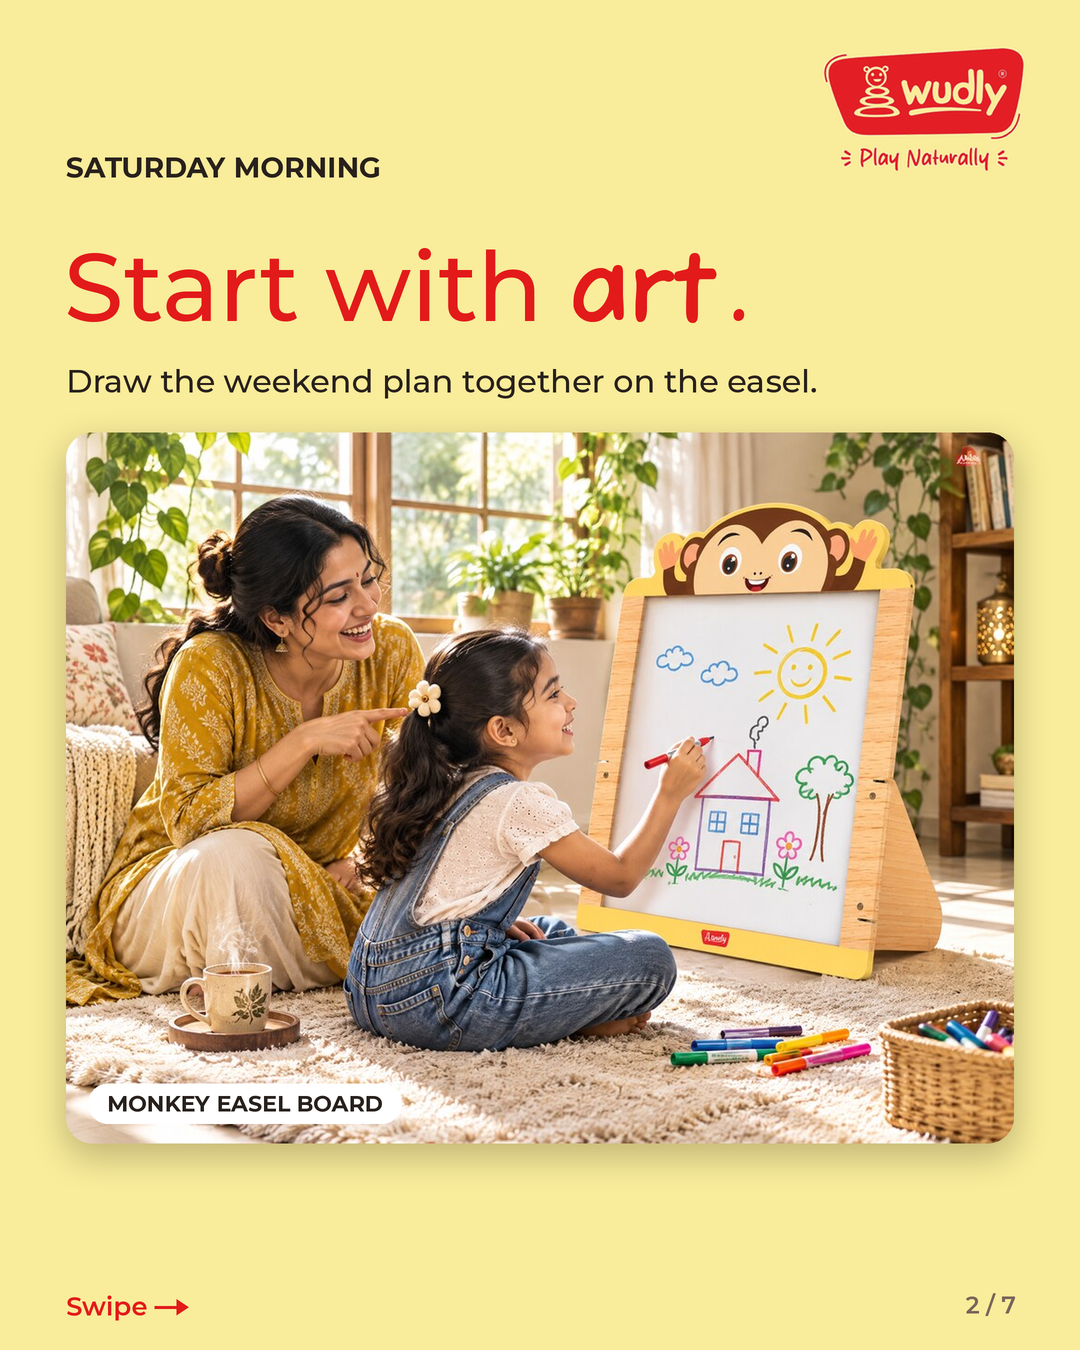 wudly®
Play Naturally
SATURDAY MORNING
Start with art.
Draw the weekend plan together on the easel.
wudly
MONKEY EASEL BOARD
Swipe →
2 / 7